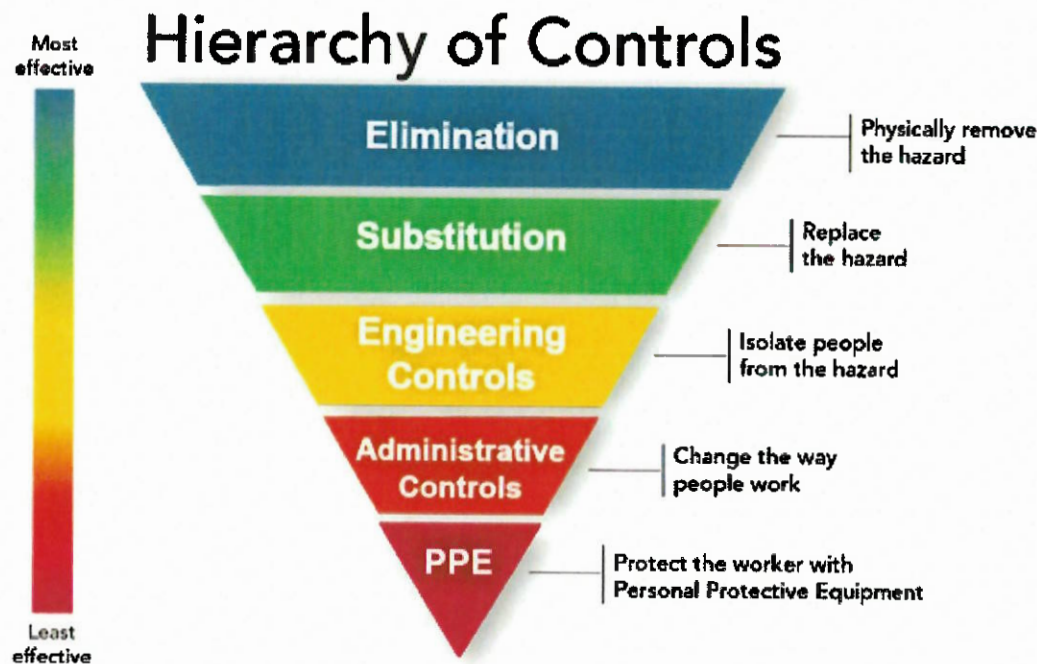 Hierarchy of Controls
Most
effective
Elimination
Physically remove
the hazard
Substitution
Replace
the hazard
Engineering
Controls
Isolate people
from the hazard
Administrative
Controls
Change the way
people work
PPE
Protect the worker with
Personal Protective Equipment
Least
effective